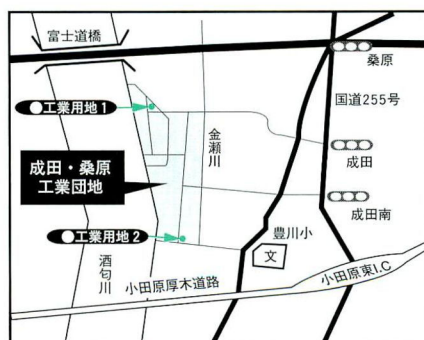 富士道橋
桑原
工業用地 1
国道255号
金瀬川
成田
成田・桑原
工業団地
成田南
工業用地 2
豊川小
文
酒匂川
小田原厚木道路
小田原東I.C